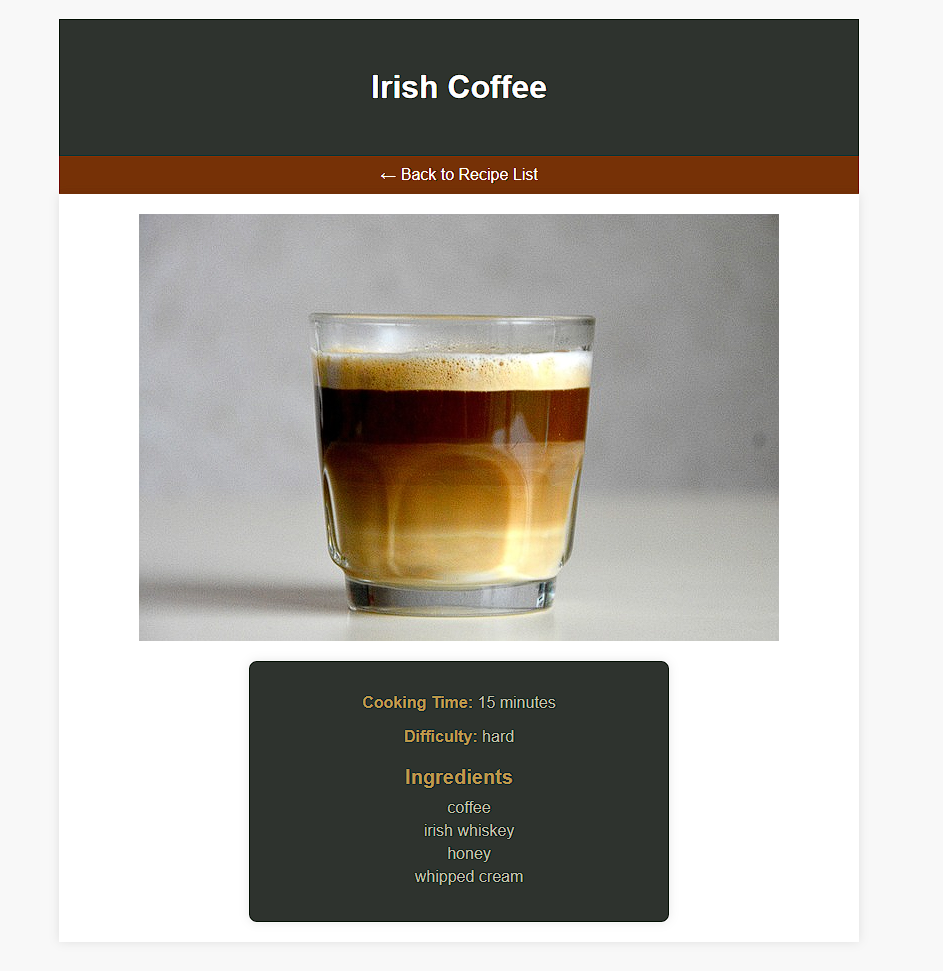 Irish Coffee
← Back to Recipe List
Cooking Time: 15 minutes
Difficulty: hard
Ingredients
coffee
irish whiskey
honey
whipped cream